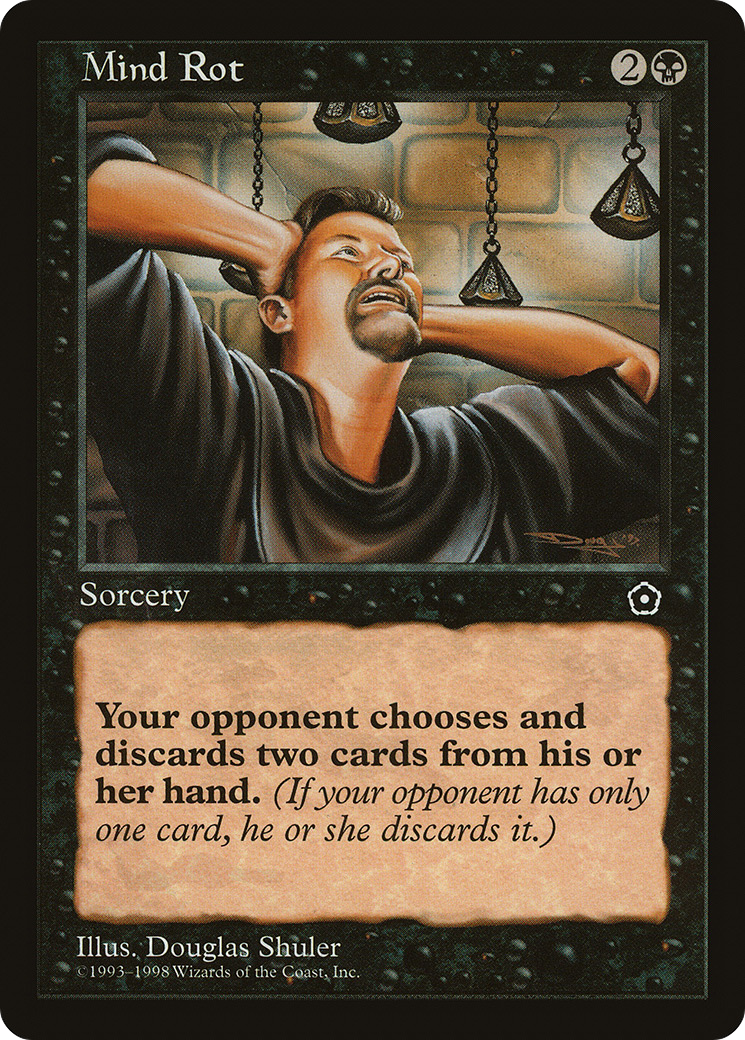 Mind Rot
2
Sorcery
Your opponent chooses and
discards two cards from his or
her hand. (If your opponent has only
one card, he or she discards it.)
Illus. Douglas Shuler
©1993–1998 Wizards of the Coast, Inc.